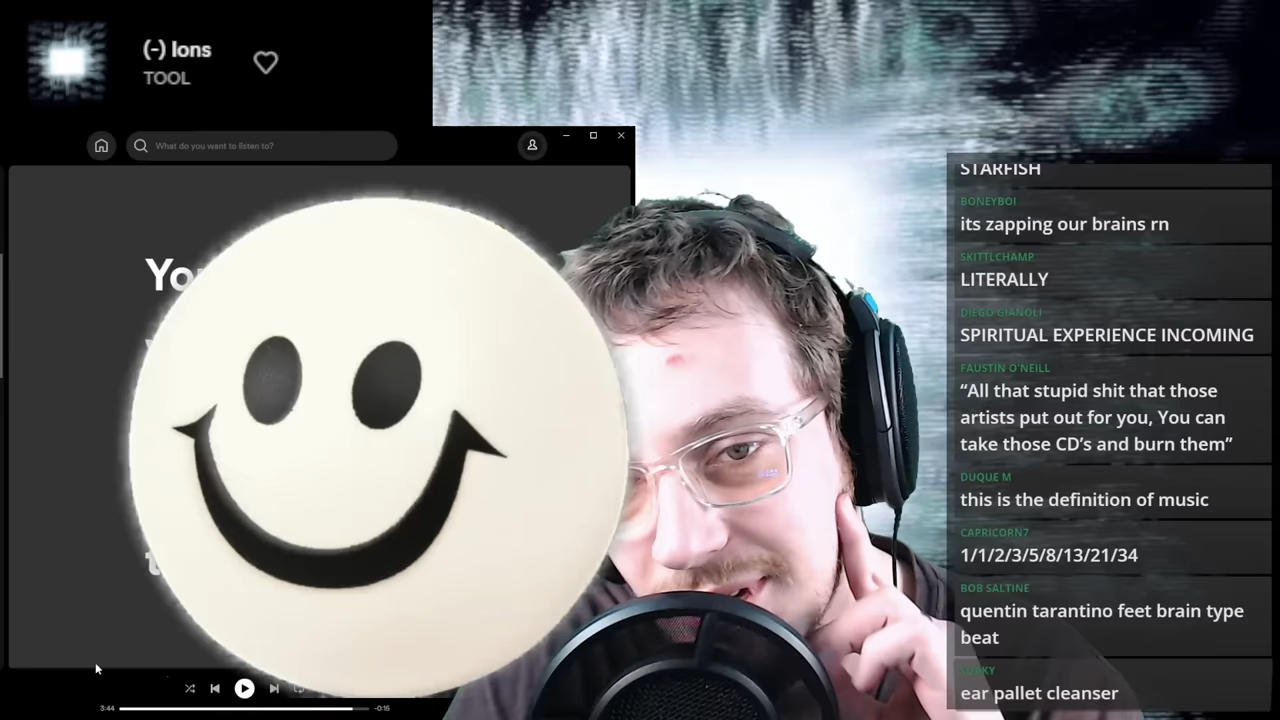 (-) Ions
TOOL
What do you want to listen to?
Yo
3:44
-0:16
STARFISH
BONEYBOI
its zapping our brains rn
SKITTLCHAMP
LITERALLY
DIEGO GIANOLI
SPIRITUAL EXPERIENCE INCOMING
FAUSTIN O'NEILL
“All that stupid shit that those
artists put out for you, You can
take those CD’s and burn them”
DUQUE M
this is the definition of music
CAPRICORN7
1/1/2/3/5/8/13/21/34
BOB SALTINE
quentin tarantino feet brain type
beat
ear pallet cleanser